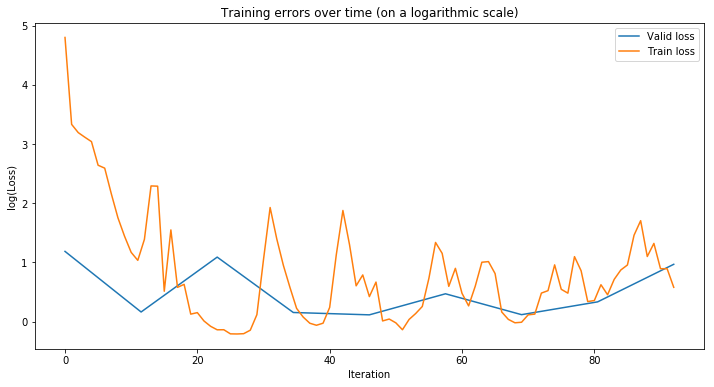 Training errors over time (on a logarithmic scale)
Valid loss
Train loss
log(Loss)
5
4
3
2
1
0
0
20
40
60
80
Iteration